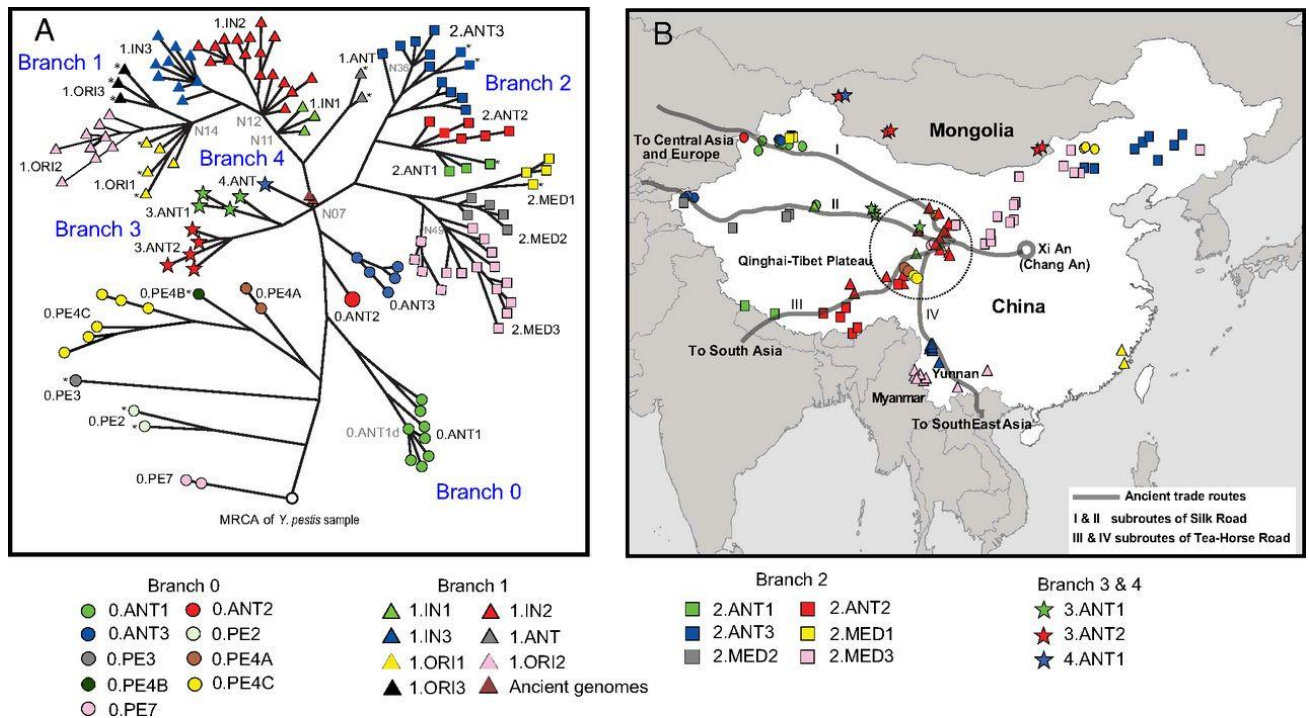 A
1.IN2
1.IN3
Branch 1
1.ORI3
1.ANT
2.ANT3
N38
Branch 2
2.ANT2
N12
N11
1.IN1
N14
1.ORI2
Branch 4
4.ANT
1.ORI1
2.ANT1
2.MED1
3.ANT1
N07
Branch 3
3.ANT2
N49
2.MED2
0.PE4B
0.PE4A
0.PE4C
0.ANT2
0.ANT3
2.MED3
0.PE3
0.PE2
0.ANT1d
0.ANT1
0.PE7
Branch 0
MRCA of Y. pestis sample
B
Mongolia
To Central Asia
and Europe
I
II
Xi An
(Chang An)
Qinghai-Tibet Plateau
China
III
IV
To South Asia
Yunnan
Myanmar
To SouthEast Asia
Ancient trade routes
I & II subroutes of Silk Road
III & IV subroutes of Tea-Horse Road
Branch 0
0.ANT1 0.ANT2
0.ANT3 0.PE2
0.PE3 0.PE4A
0.PE4B 0.PE4C
0.PE7
Branch 1
1.IN1 1.IN2
1.IN3 1.ANT
1.ORI1 1.ORI2
1.ORI3 Ancient genomes
Branch 2
2.ANT1 2.ANT2
2.ANT3 2.MED1
2.MED2 2.MED3
Branch 3 & 4
3.ANT1
3.ANT2
4.ANT1